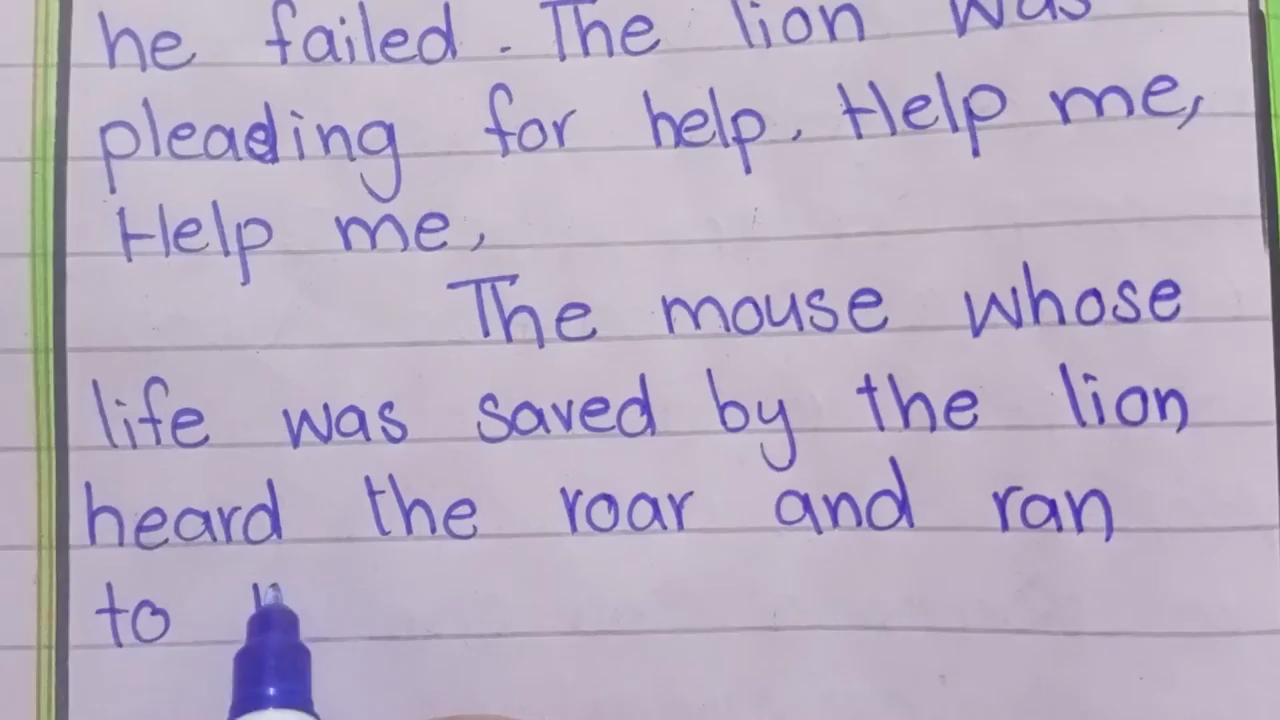 he failed. The lion was
pleading for help. Help me,
Help me,
The mouse whose
life was saved by the lion
heard the roar and ran
to